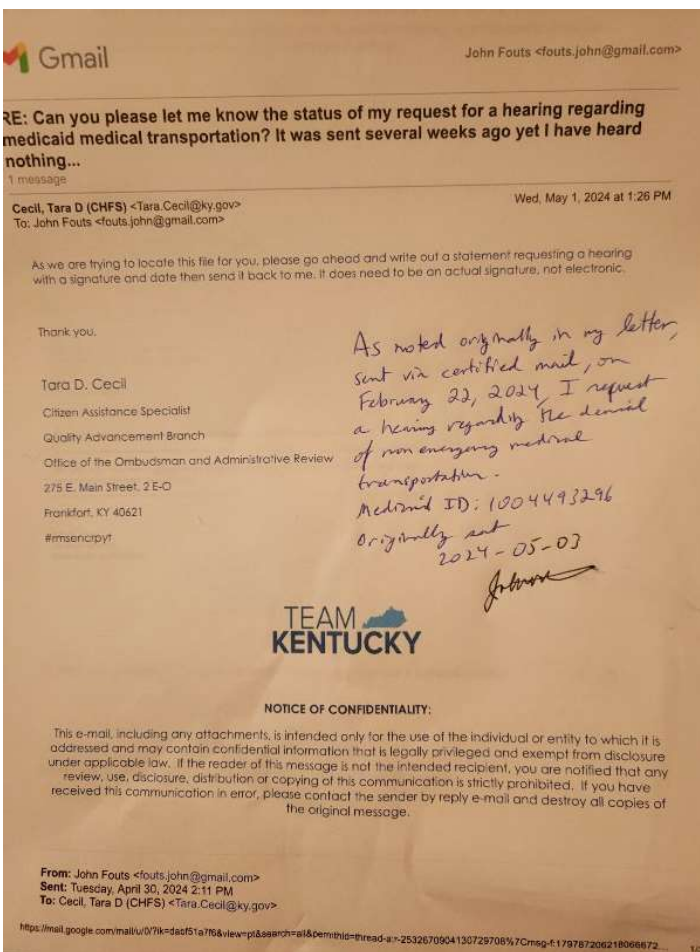 Gmail
John Fouts <fouts.john@gmail.com>
RE: Can you please let me know the status of my request for a hearing regarding
medicaid medical transportation? It was sent several weeks ago yet I have heard
nothing...
1 message
Cecil, Tara D (CHFS) <Tara.Cecil@ky.gov>
Wed, May 1, 2024 at 1:26 PM
To: John Fouts <fouts.john@gmail.com>
As we are trying to locate this file for you, please go ahead and write out a statement requesting a hearing
with a signature and date then send it back to me. It does need to be an actual signature, not electronic.
Thank you,
Tara D. Cecil
Citizen Assistance Specialist
Quality Advancement Branch
Office of the Ombudsman and Administrative Review
275 E. Main Street, 2 E-O
Frankfort, KY 40621
#rmsencrpyt
As noted originally in my letter,
sent via certified mail, on
February 22, 2024, I request
a hearing regarding the denial
of non emergency medical
transportation.
Medicaid ID: 1004493296
Originally sent
2024-05-03
TEAM
KENTUCKY
NOTICE OF CONFIDENTIALITY:
This e-mail, including any attachments, is intended only for the use of the individual or entity to which it is
addressed and may contain confidential information that is legally privileged and exempt from disclosure
under applicable law. If the reader of this message is not the intended recipient, you are notified that any
review, use, disclosure, distribution or copying of this communication is strictly prohibited. If you have
received this communication in error, please contact the sender by reply e-mail and destroy all copies of
the original message.
From: John Fouts <fouts.john@gmail.com>
Sent: Tuesday, April 30, 2024 2:11 PM
To: Cecil, Tara D (CHFS) <Tara.Cecil@ky.gov>